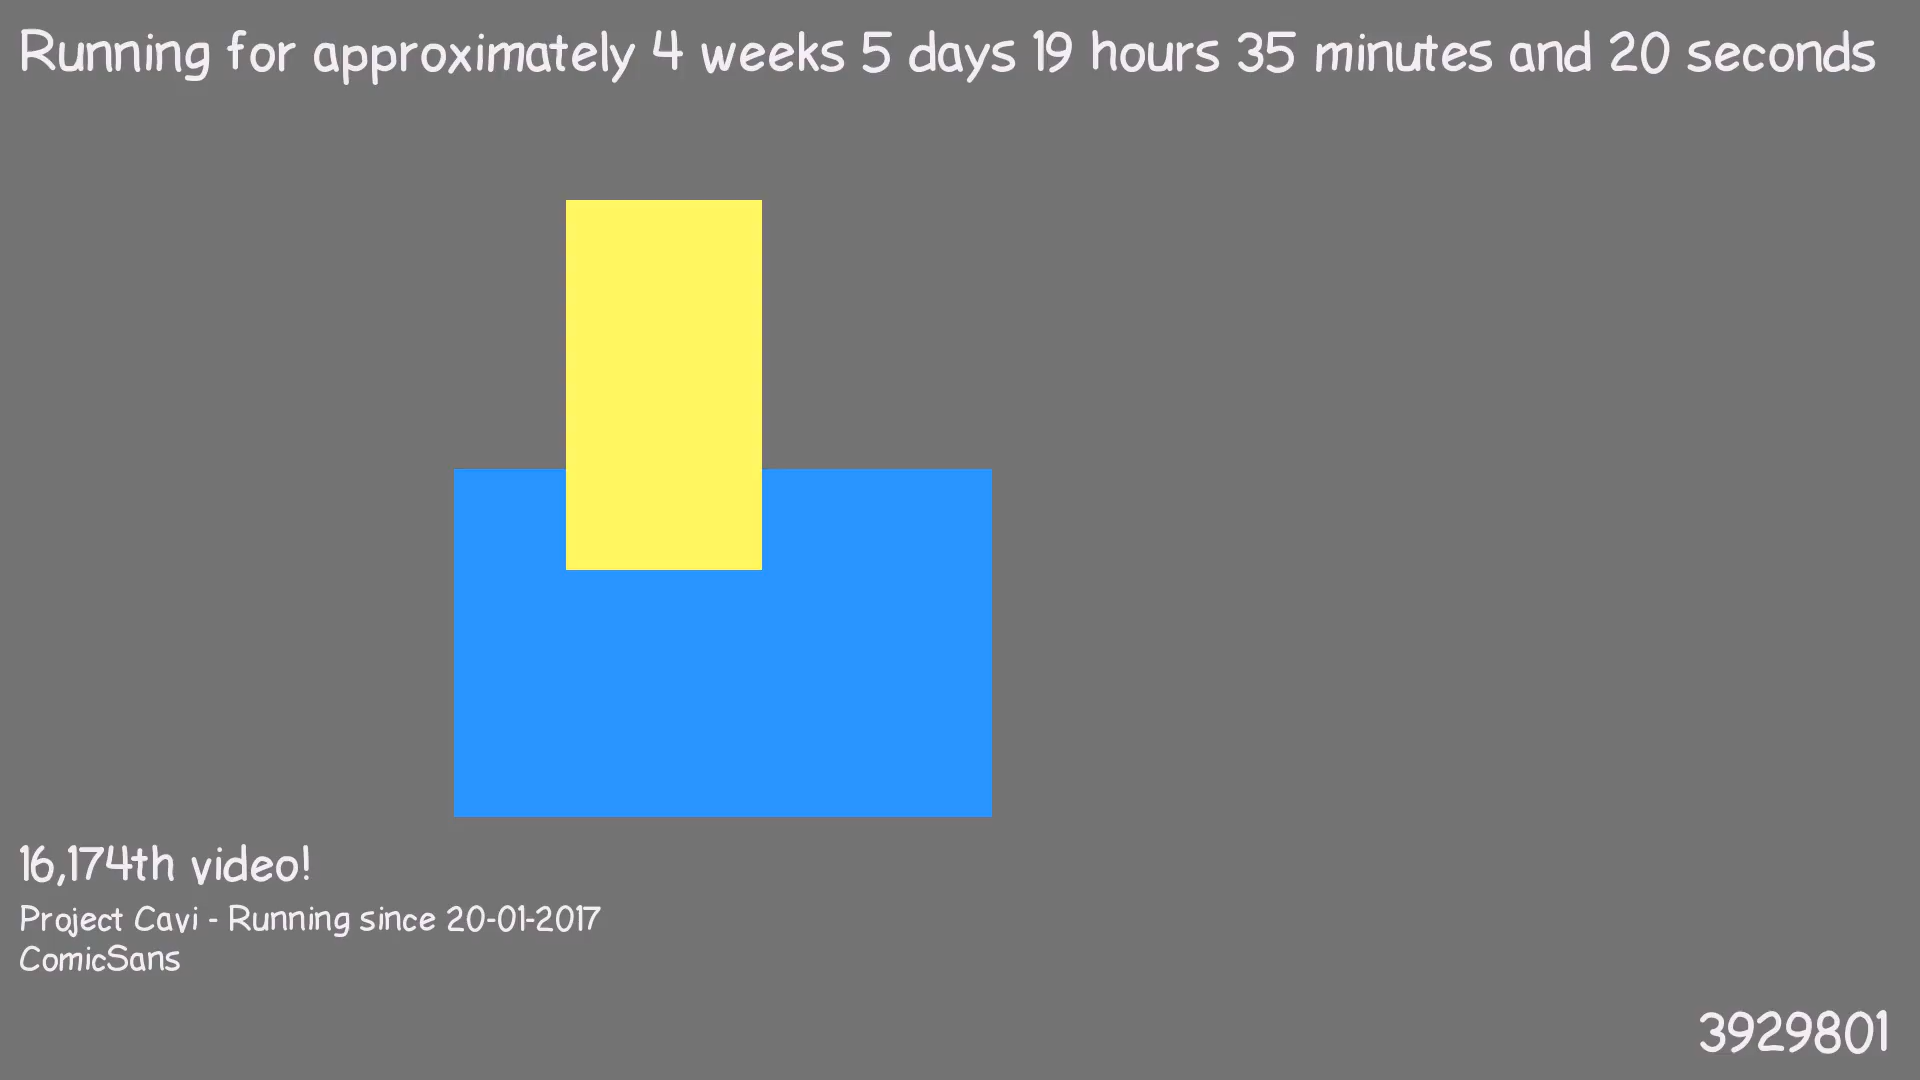 Running for approximately 4 weeks 5 days 19 hours 35 minutes and 20 seconds
16,174th video!
Project Cavi - Running since 20-01-2017
ComicSans
3929801